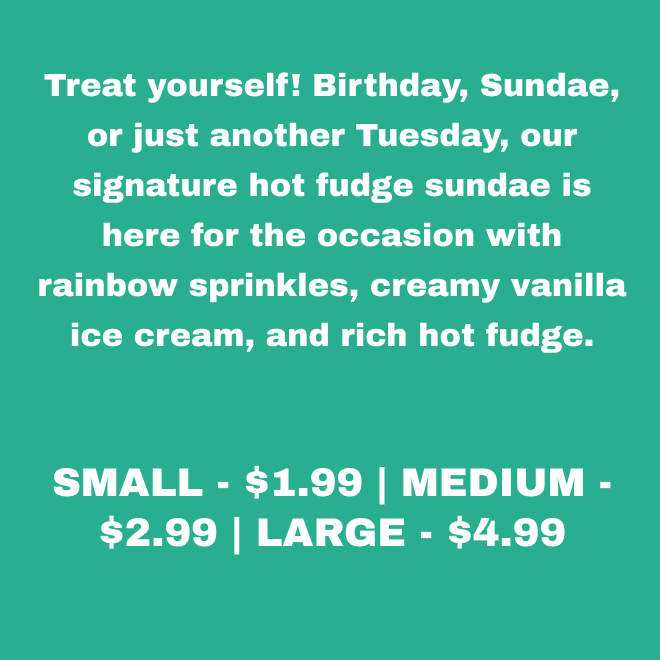 Treat yourself! Birthday, Sundae,
or just another Tuesday, our
signature hot fudge sundae is
here for the occasion with
rainbow sprinkles, creamy vanilla
ice cream, and rich hot fudge.
SMALL - $1.99 | MEDIUM -
$2.99 | LARGE - $4.99